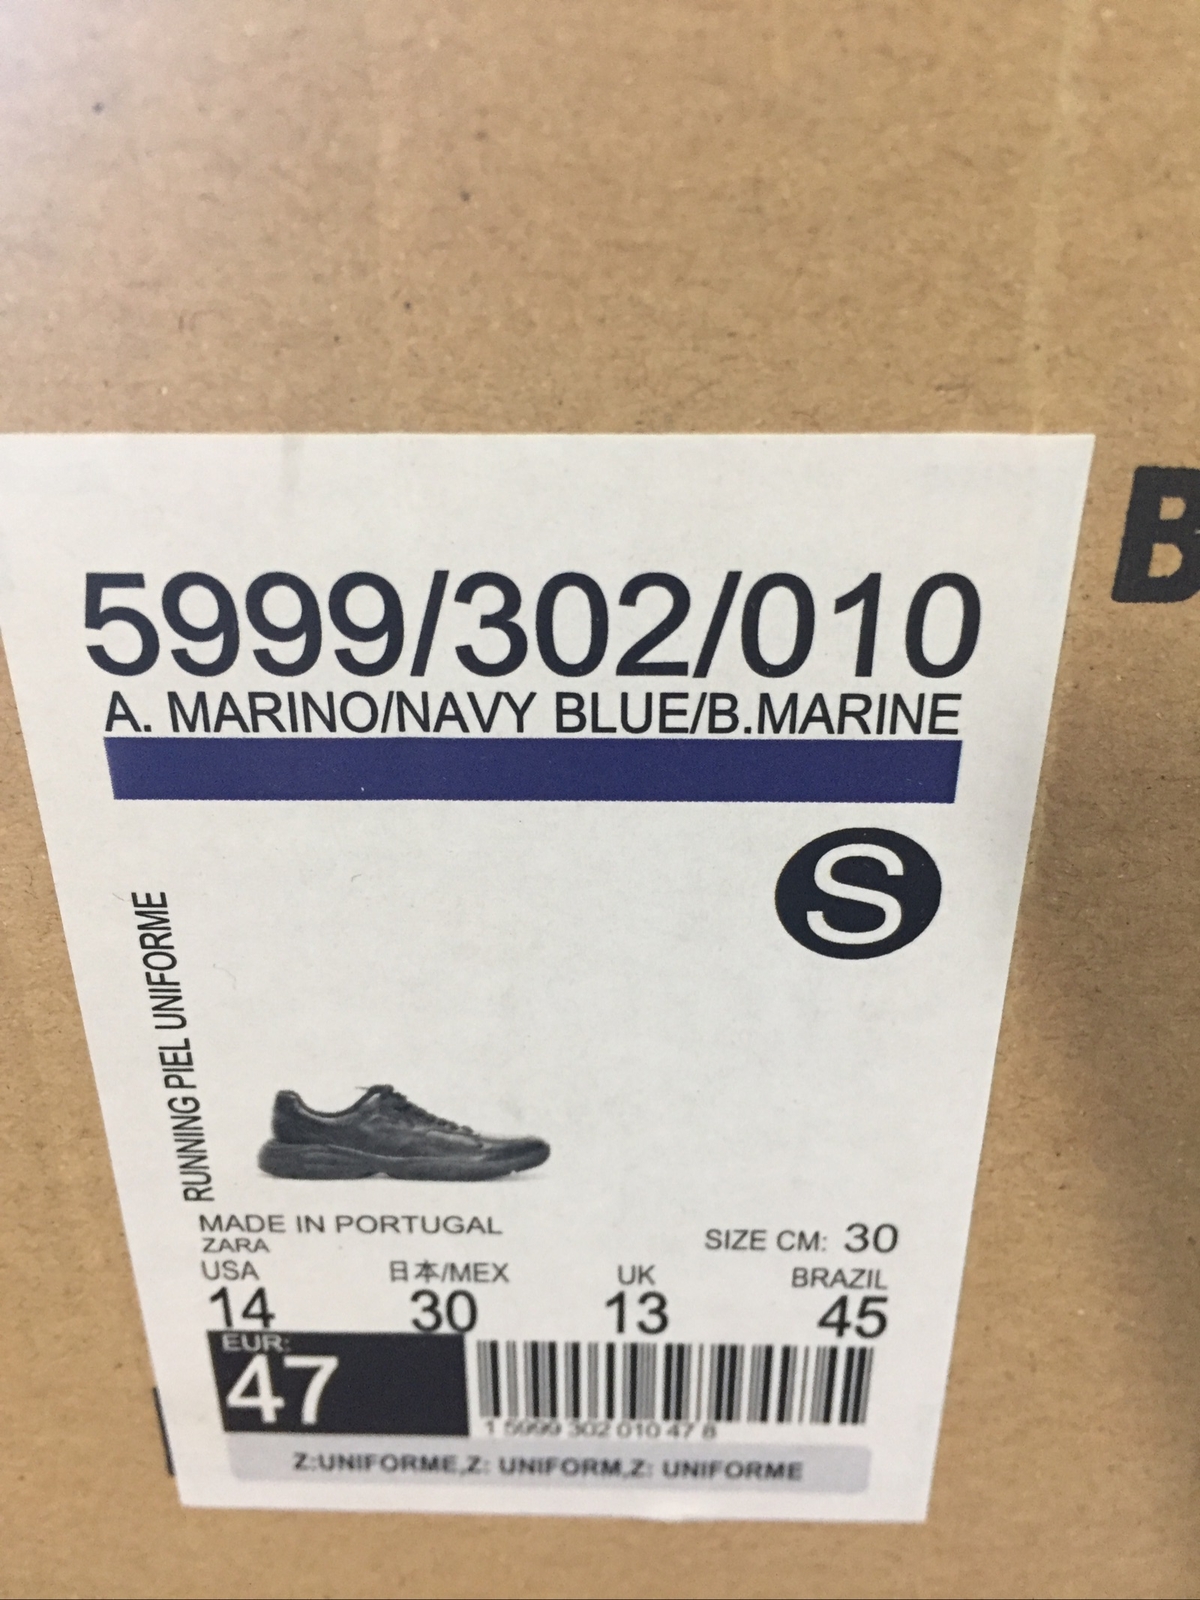 B
5999/302/010
A. MARINO/NAVY BLUE/B.MARINE
S
RUNNING PIEL UNIFORME
MADE IN PORTUGAL
ZARA
SIZE CM: 30
USA 日本/MEX UK BRAZIL
14 30 13 45
EUR:
47
1 5999 302 010 47 8
Z:UNIFORME,Z: UNIFORM,Z: UNIFORME